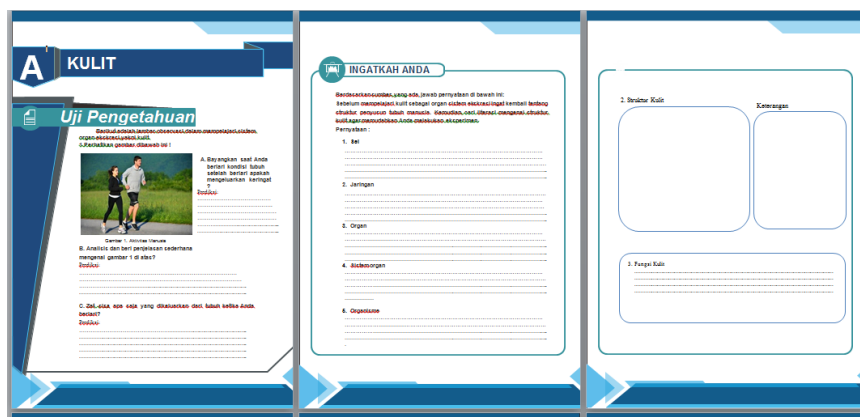 A
KULIT
Uji Pengetahuan
Berikut adalah lembar observasi dalam mempelajari sistem
organ ekskresi yakni kulit.
Perhatikan gambar dibawah ini !
A. Bayangkan saat Anda
berlari kondisi tubuh
setelah berlari apakah
mengeluarkan keringat
?
Prediksi:
Gambar 1. Aktivitas Manusia
B. Analisis dan beri penjelasan sederhana
mengenai gambar 1 di atas?
Prediksi:
C. Zat sisa apa saja yang dikeluarkan dari tubuh ketika Anda
berlari?
Prediksi:
INGATKAH ANDA
Berdasarkan sumber yang ada, jawab pernyataan di bawah ini:
Sebelum mempelajari kulit sebagai organ sistem ekskresi ingat kembali tentang
struktur penyusun tubuh manusia. Kemudian, cari literasi mengenai struktur
kulit agar memudahkan Anda melakukan eksperimen.
Pernyataan :
1. Sel
2. Jaringan
3. Organ
4. Sistem organ
5. Organisme
2. Struktur Kulit
Keterangan
3. Fungsi Kulit